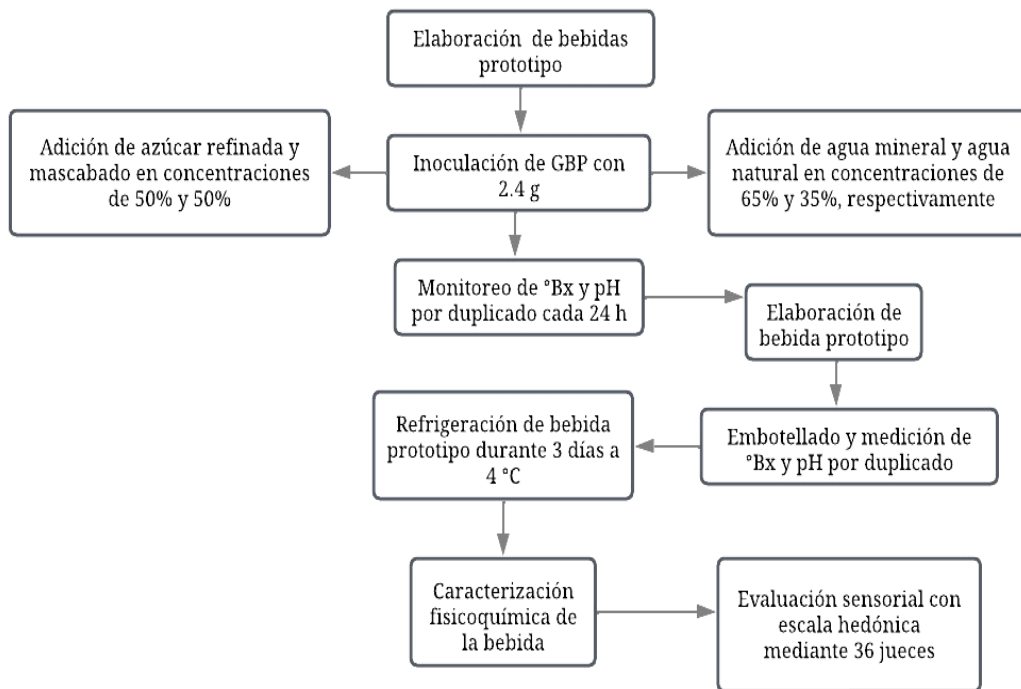 Elaboración de bebidas
prototipo
Adición de azúcar refinada y
mascabado en concentraciones
de 50% y 50%
Inoculación de GBP con
2.4 g
Adición de agua mineral y agua
natural en concentraciones de
65% y 35%, respectivamente
Monitoreo de °Bx y pH
por duplicado cada 24 h
Elaboración de
bebida prototipo
Refrigeración de bebida
prototipo durante 3 días a
4 °C
Embotellado y medición de
°Bx y pH por duplicado
Caracterización
fisicoquímica de
la bebida
Evaluación sensorial con
escala hedónica
mediante 36 jueces